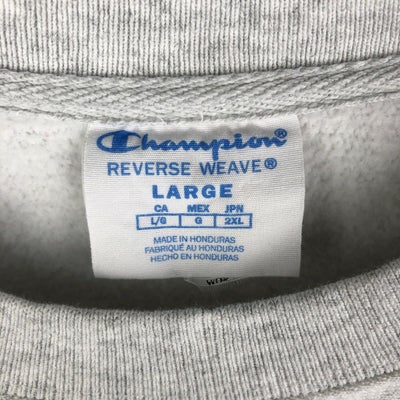 Champion®
REVERSE WEAVE®
LARGE
CA MEX JPN
L/G G 2XL
MADE IN HONDURAS
FABRIQUÉ AU HONDURAS
HECHO EN HONDURAS